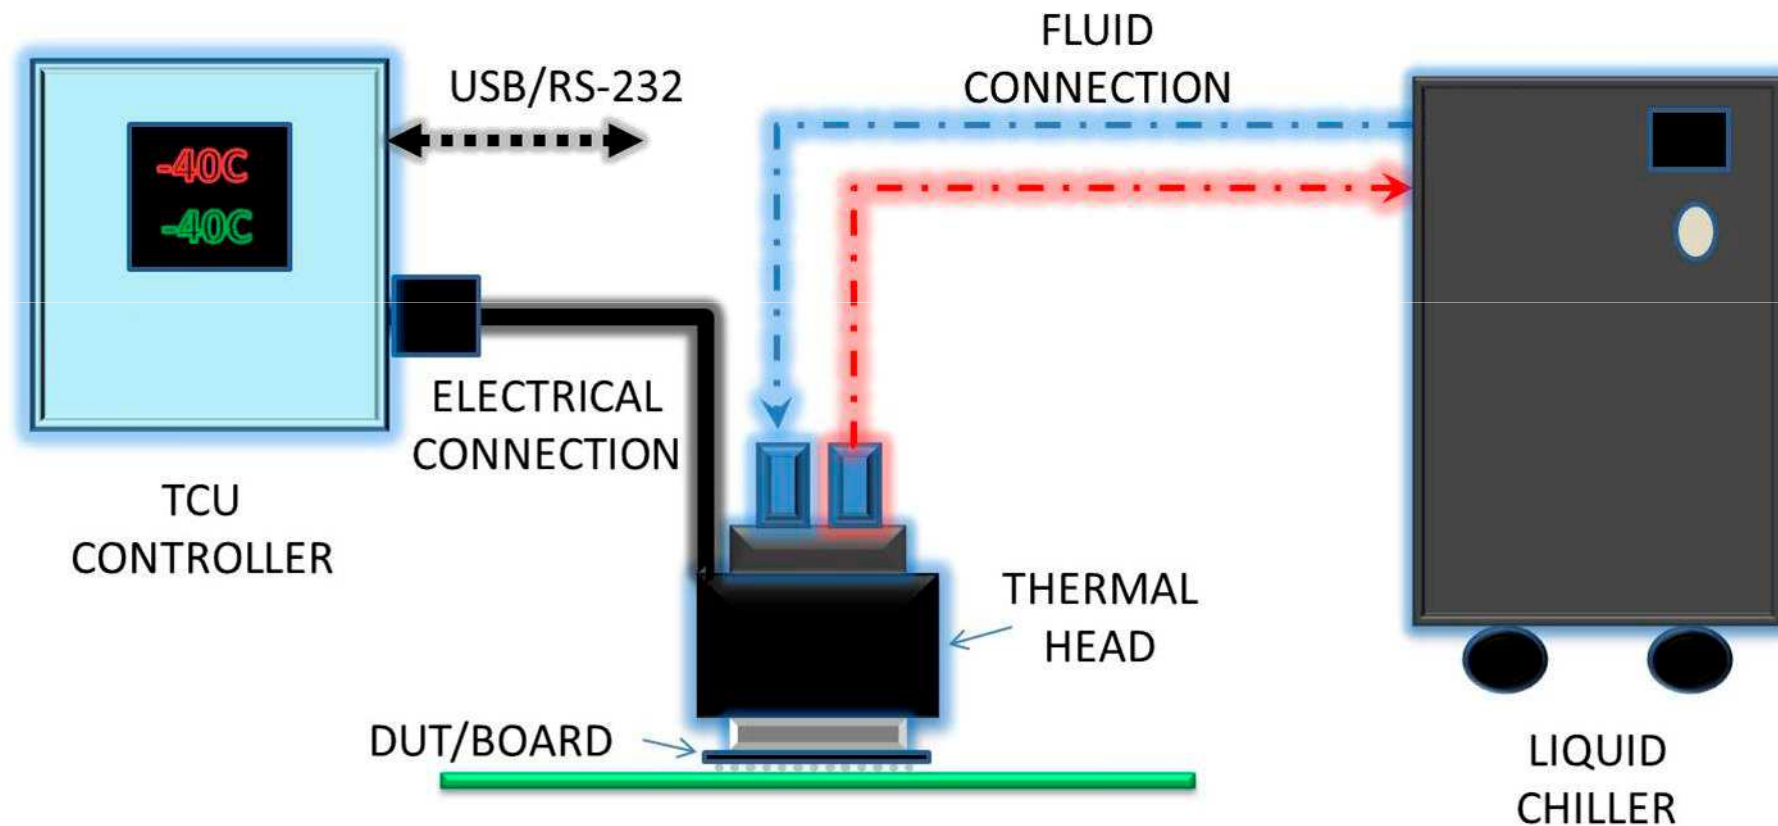 FLUID
CONNECTION
USB/RS-232
-40C
-40C
ELECTRICAL
CONNECTION
TCU
CONTROLLER
THERMAL
HEAD
DUT/BOARD
LIQUID
CHILLER